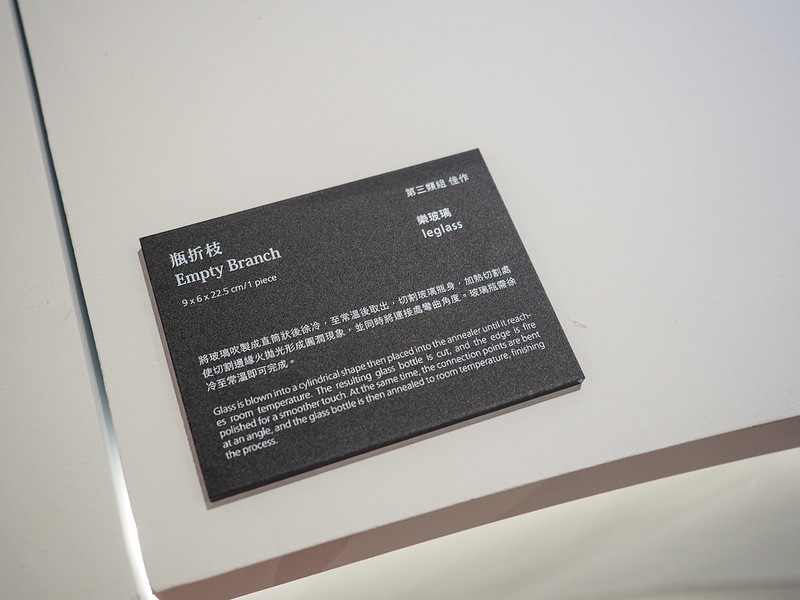 第三類組 佳作
樂玻璃
leglass
瓶折枝
Empty Branch
9 x 6 x 22.5 cm/1 piece
將玻璃吹製成直筒狀後徐冷，至常溫後取出，切割玻璃瓶身，加熱切割處
使切割邊緣火拋光形成圓潤現象，並同時將連接處彎曲角度。玻璃瓶需徐
冷至常溫即可完成。
Glass is blown into a cylindrical shape then placed into the annealer until it reach-
es room temperature. The resulting glass bottle is cut, and the edge is fire
polished for a smoother touch. At the same time, the connection points are bent
at an angle, and the glass bottle is then annealed to room temperature, finishing
the process.